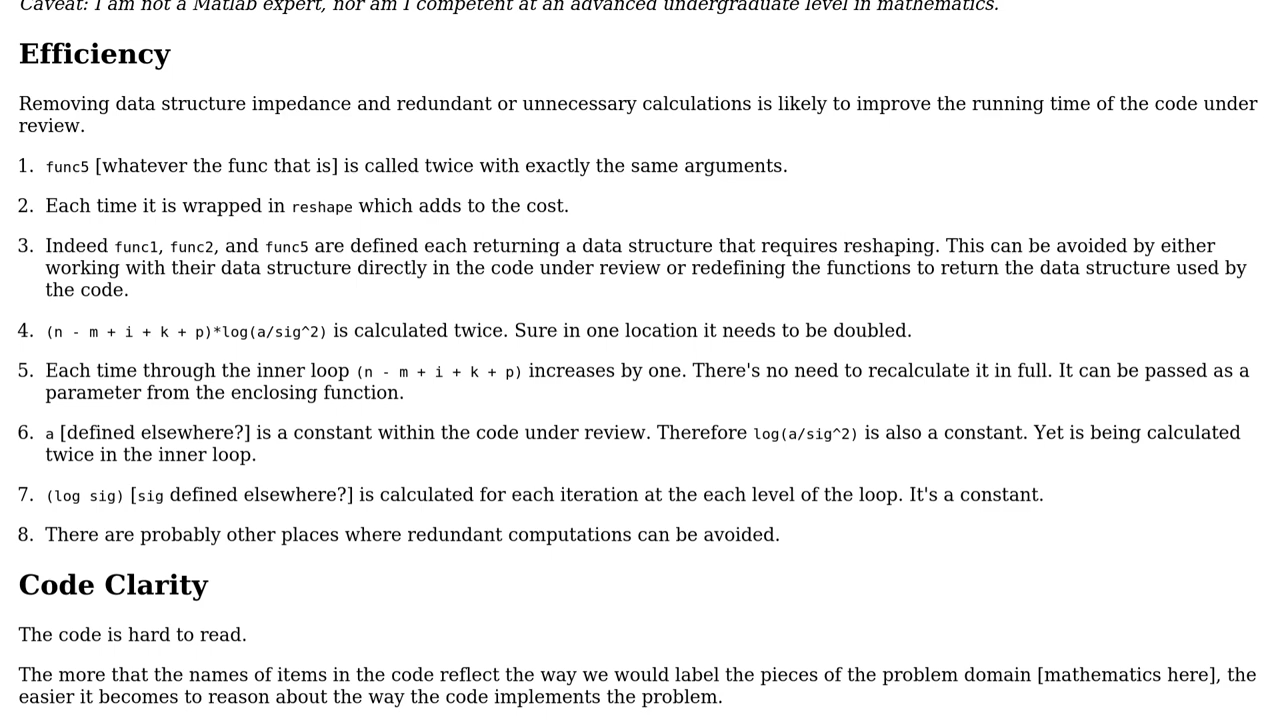 Caveat: I am not a Matlab expert, nor am I competent at an advanced undergraduate level in mathematics.
Efficiency
Removing data structure impedance and redundant or unnecessary calculations is likely to improve the running time of the code under
review.
1. func5 [whatever the func that is] is called twice with exactly the same arguments.
2. Each time it is wrapped in reshape which adds to the cost.
3. Indeed func1, func2, and func5 are defined each returning a data structure that requires reshaping. This can be avoided by either
working with their data structure directly in the code under review or redefining the functions to return the data structure used by
the code.
4. (n - m + i + k + p)*log(a/sig^2) is calculated twice. Sure in one location it needs to be doubled.
5. Each time through the inner loop (n - m + i + k + p) increases by one. There's no need to recalculate it in full. It can be passed as a
parameter from the enclosing function.
6. a [defined elsewhere?] is a constant within the code under review. Therefore log(a/sig^2) is also a constant. Yet is being calculated
twice in the inner loop.
7. (log sig) [sig defined elsewhere?] is calculated for each iteration at the each level of the loop. It's a constant.
8. There are probably other places where redundant computations can be avoided.
Code Clarity
The code is hard to read.
The more that the names of items in the code reflect the way we would label the pieces of the problem domain [mathematics here], the
easier it becomes to reason about the way the code implements the problem.